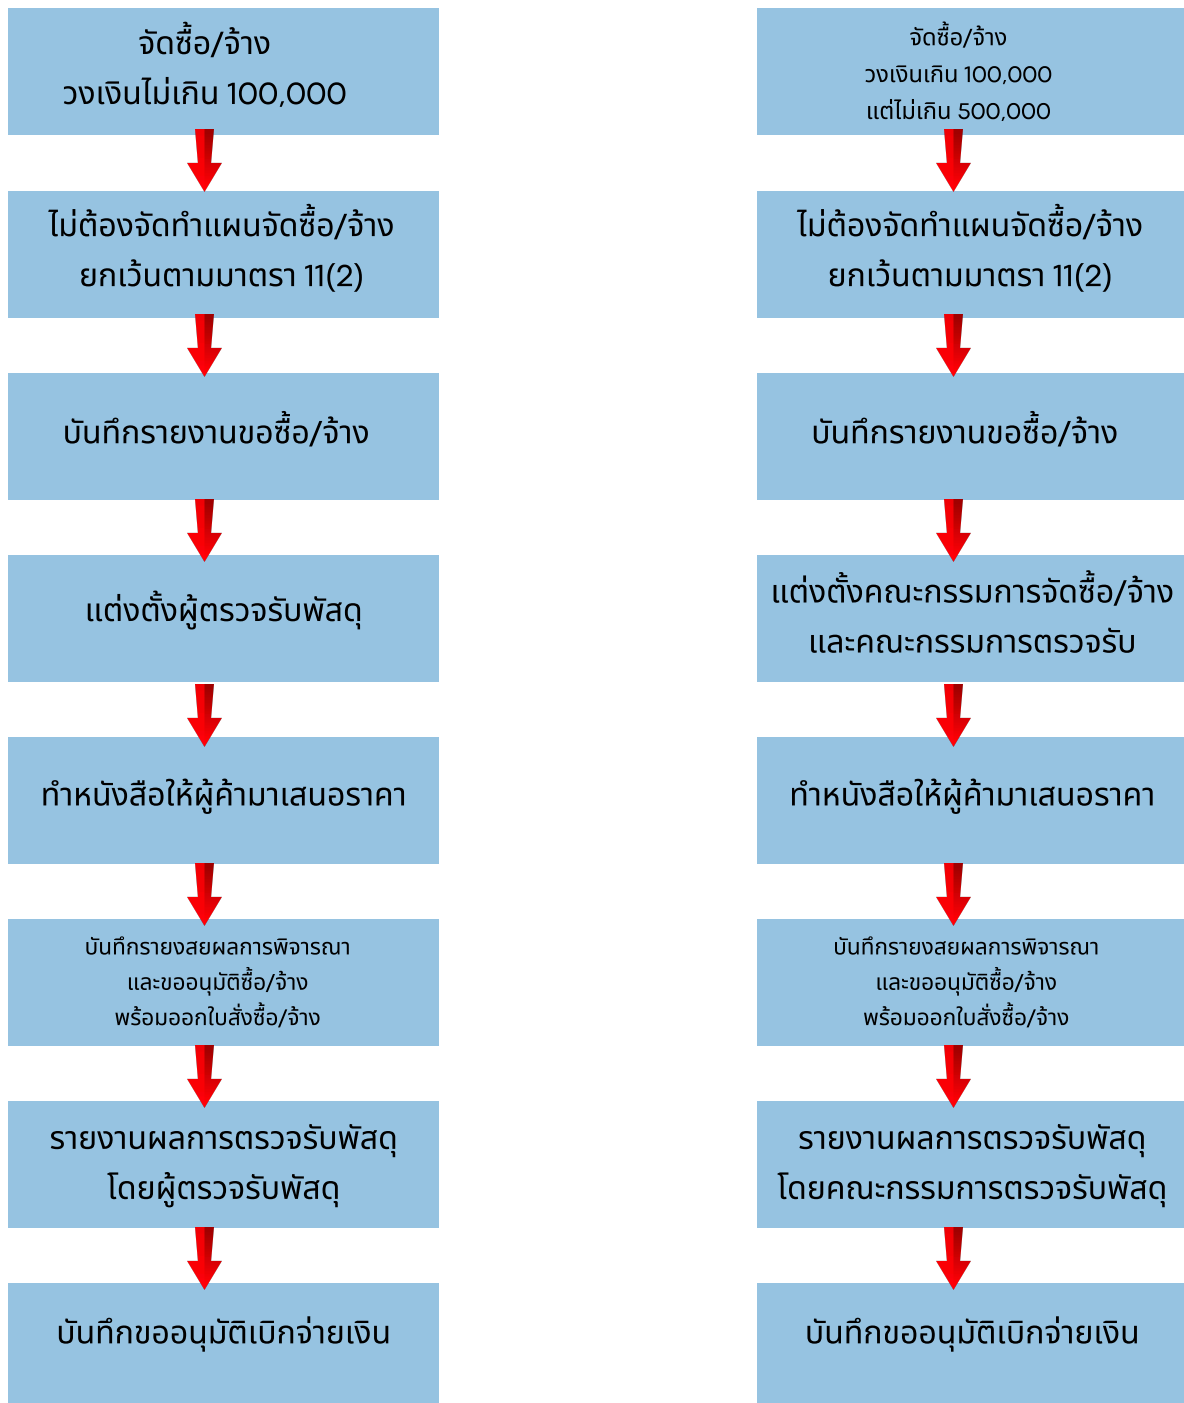 จัดซื้อ/จ้าง
วงเงินไม่เกิน 100,000
ไม่ต้องจัดทำแผนจัดซื้อ/จ้าง
ยกเว้นตามมาตรา 11(2)
บันทึกรายงานขอซื้อ/จ้าง
แต่งตั้งผู้ตรวจรับพัสดุ
ทำหนังสือให้ผู้ค้ามาเสนอราคา
บันทึกรายงสยผลการพิจารณา
และขออนุมัติซื้อ/จ้าง
พร้อมออกใบสั่งซื้อ/จ้าง
รายงานผลการตรวจรับพัสดุ
โดยผู้ตรวจรับพัสดุ
บันทึกขออนุมัติเบิกจ่ายเงิน
จัดซื้อ/จ้าง
วงเงินเกิน 100,000
แต่ไม่เกิน 500,000
ไม่ต้องจัดทำแผนจัดซื้อ/จ้าง
ยกเว้นตามมาตรา 11(2)
บันทึกรายงานขอซื้อ/จ้าง
แต่งตั้งคณะกรรมการจัดซื้อ/จ้าง
และคณะกรรมการตรวจรับ
ทำหนังสือให้ผู้ค้ามาเสนอราคา
บันทึกรายงสยผลการพิจารณา
และขออนุมัติซื้อ/จ้าง
พร้อมออกใบสั่งซื้อ/จ้าง
รายงานผลการตรวจรับพัสดุ
โดยคณะกรรมการตรวจรับพัสดุ
บันทึกขออนุมัติเบิกจ่ายเงิน